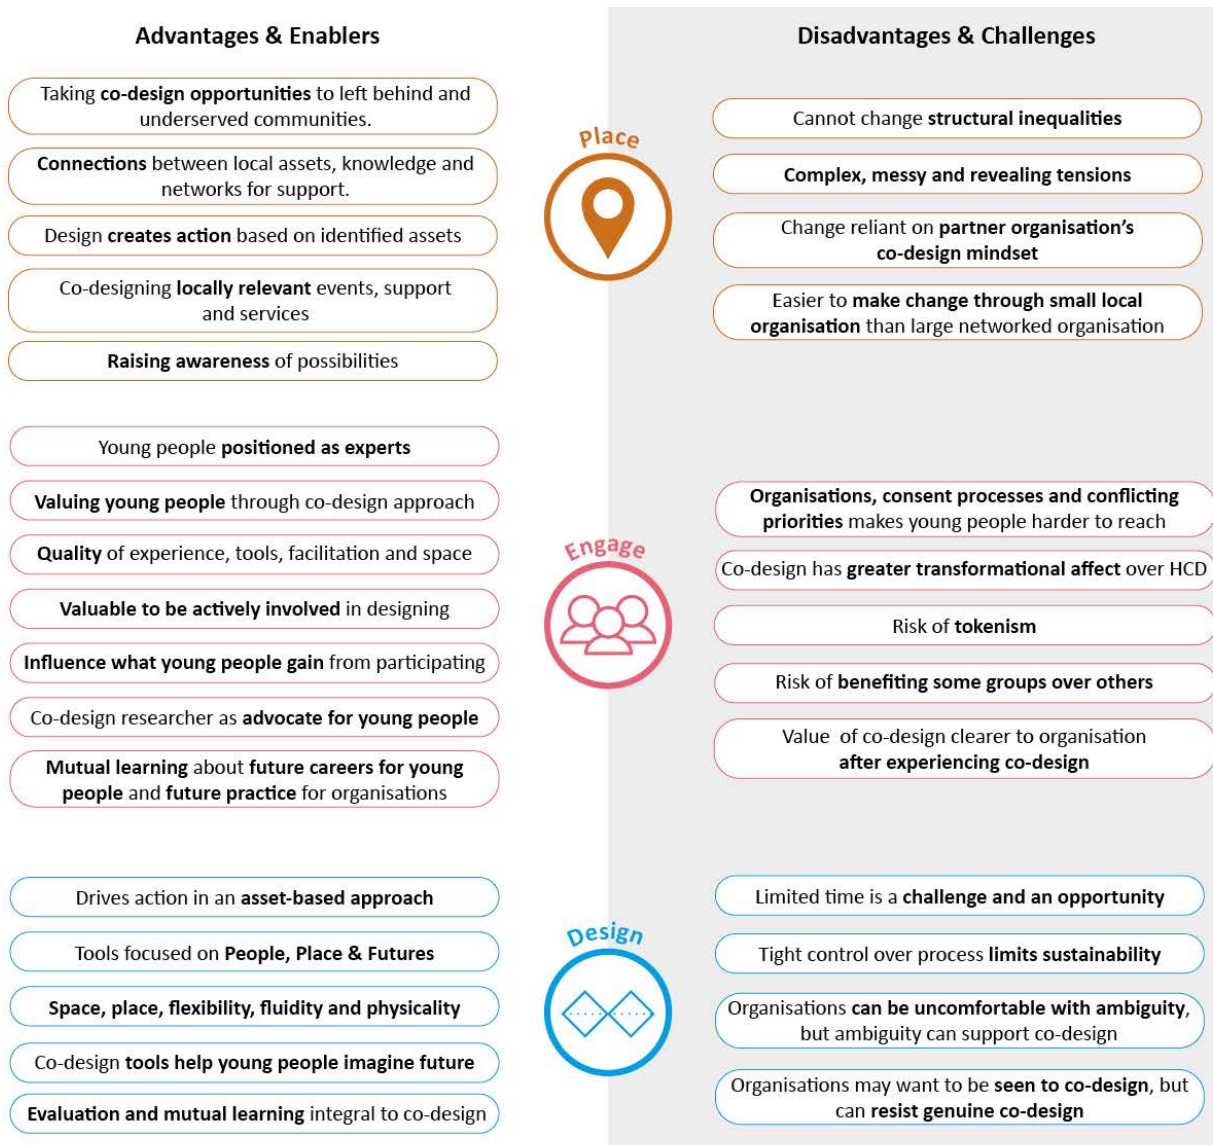 Advantages & Enablers
Disadvantages & Challenges
Place
Taking co-design opportunities to left behind and
underserved communities.
Connections between local assets, knowledge and
networks for support.
Design creates action based on identified assets
Co-designing locally relevant events, support
and services
Raising awareness of possibilities
Cannot change structural inequalities
Complex, messy and revealing tensions
Change reliant on partner organisation’s
co-design mindset
Easier to make change through small local
organisation than large networked organisation
Engage
Young people positioned as experts
Valuing young people through co-design approach
Quality of experience, tools, facilitation and space
Valuable to be actively involved in designing
Influence what young people gain from participating
Co-design researcher as advocate for young people
Mutual learning about future careers for young
people and future practice for organisations
Organisations, consent processes and conflicting
priorities makes young people harder to reach
Co-design has greater transformational affect over HCD
Risk of tokenism
Risk of benefiting some groups over others
Value of co-design clearer to organisation
after experiencing co-design
Design
Drives action in an asset-based approach
Tools focused on People, Place & Futures
Space, place, flexibility, fluidity and physicality
Co-design tools help young people imagine future
Evaluation and mutual learning integral to co-design
Limited time is a challenge and an opportunity
Tight control over process limits sustainability
Organisations can be uncomfortable with ambiguity,
but ambiguity can support co-design
Organisations may want to be seen to co-design, but
can resist genuine co-design